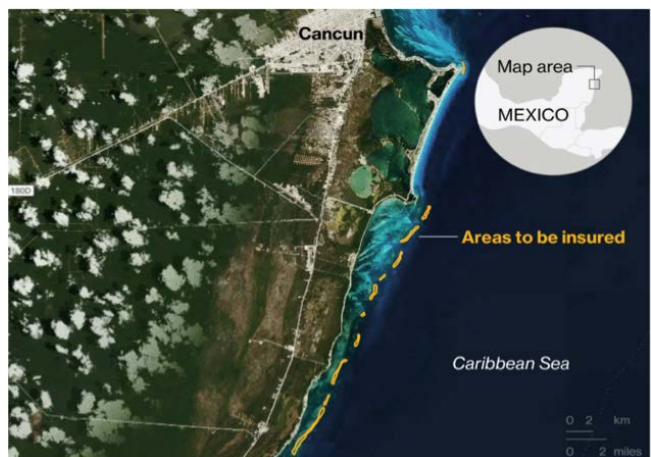 Cancun
Map area
MEXICO
180D
Areas to be insured
Caribbean Sea
0 2 km
0 2 miles